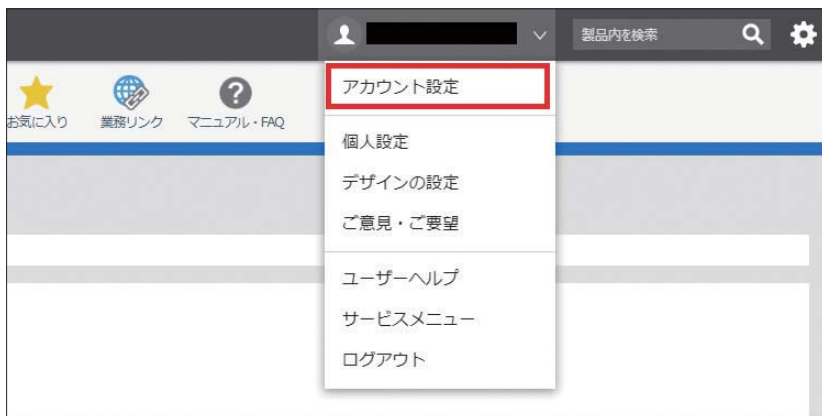 製品内を検索
お気に入り 業務リンク マニュアル・FAQ
アカウント設定
個人設定
デザインの設定
ご意見・ご要望
ユーザーヘルプ
サービスメニュー
ログアウト